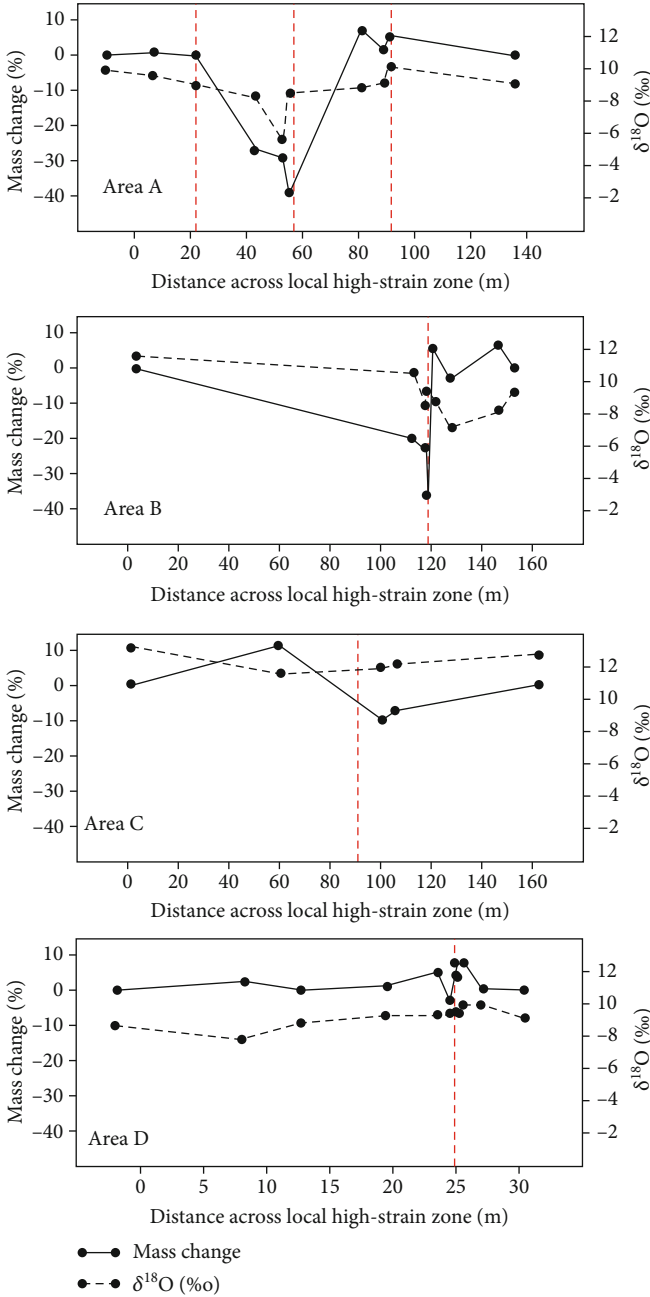 Mass change (%)
10
0
–10
–20
–30
–40
Area A
12
10
–8
–6
–4
–2
δ¹⁸O (‰)
0 20 40 60 80 100 120 140
Distance across local high-strain zone (m)
Mass change (%)
10
0
–10
–20
–30
–40
Area B
12
10
–8
–6
–4
–2
δ¹⁸O (‰)
0 20 40 60 80 100 120 140 160
Distance across local high-strain zone (m)
Mass change (%)
10
0
–10
–20
–30
–40
Area C
12
10
–8
–6
–4
–2
δ¹⁸O (‰)
0 20 40 60 80 100 120 140 160
Distance across local high-strain zone (m)
Mass change (%)
10
0
–10
–20
–30
–40
Area D
12
10
–8
–6
–4
–2
δ¹⁸O (‰)
0 5 10 15 20 25 30
Distance across local high-strain zone (m)
Mass change
δ¹⁸O (%o)